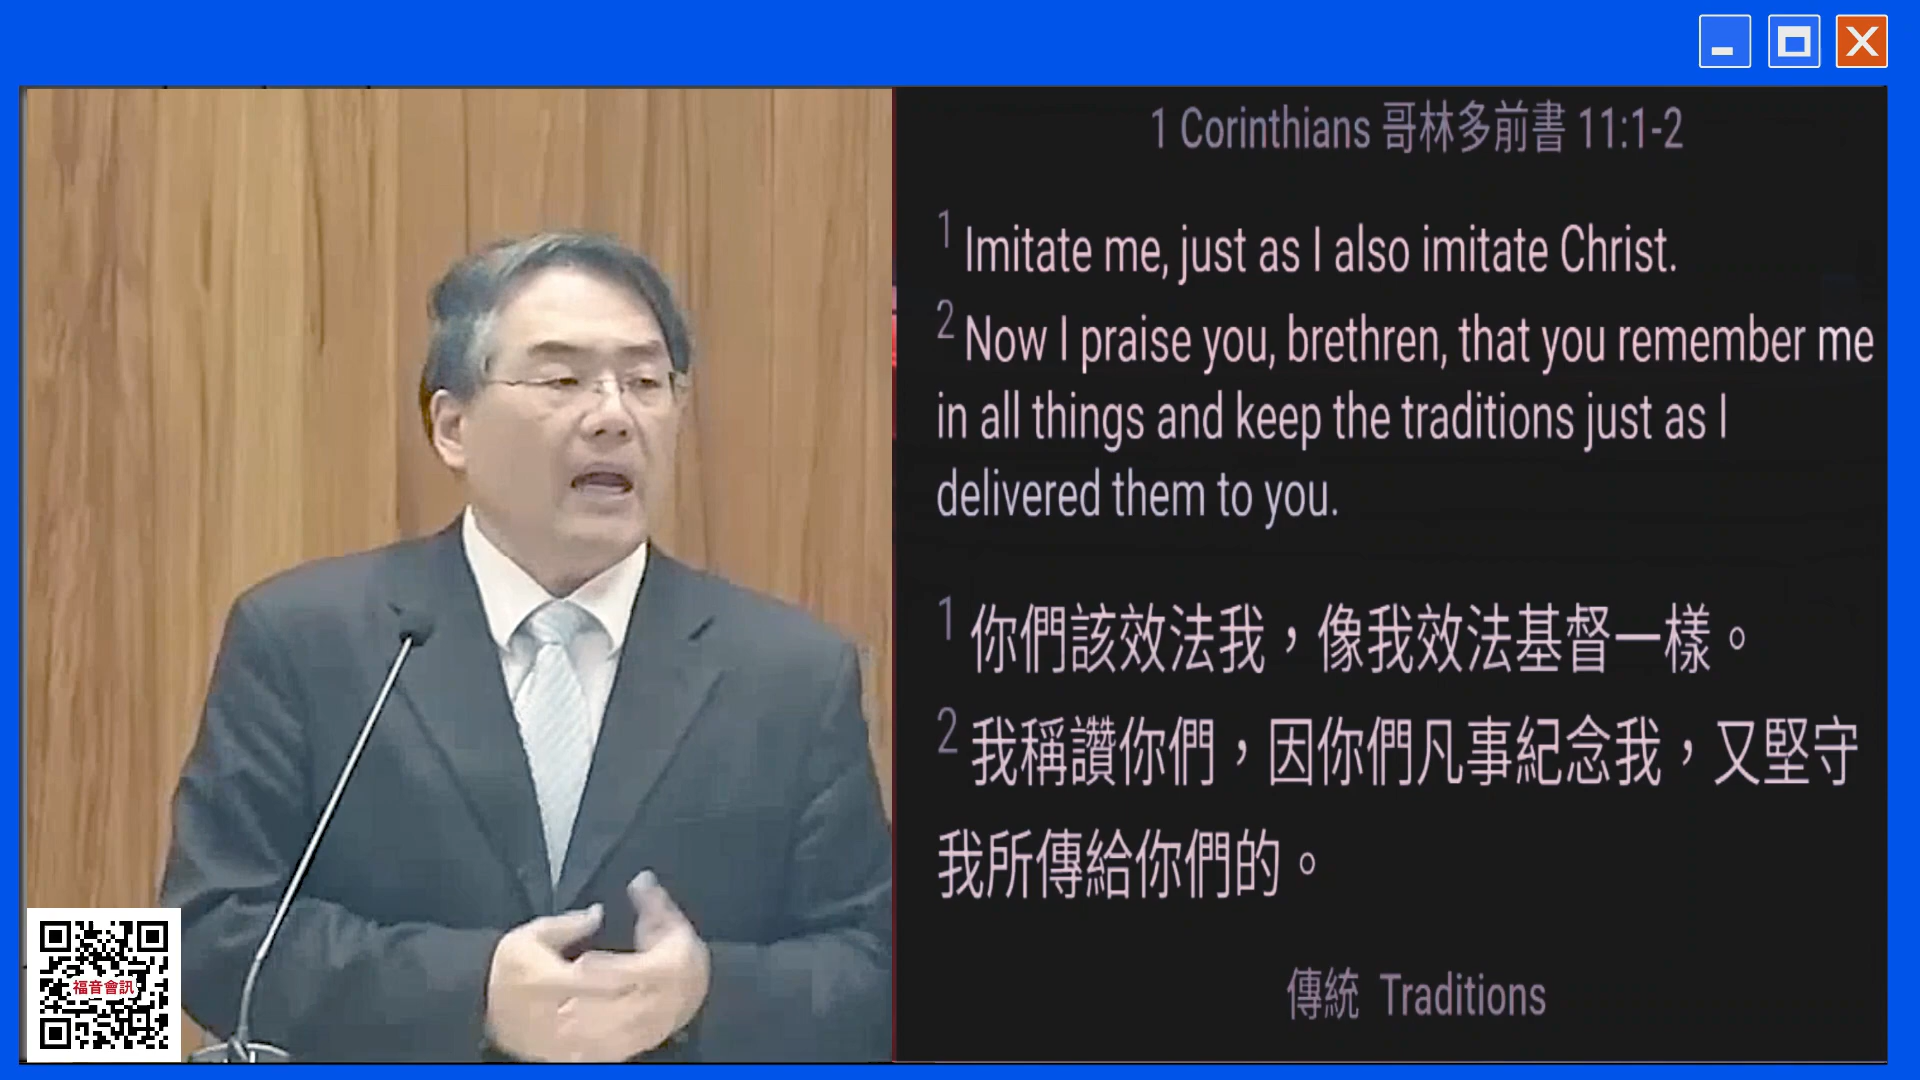 1 Corinthians 哥林多前書 11:1-2
1 Imitate me, just as I also imitate Christ.
2 Now I praise you, brethren, that you remember me
in all things and keep the traditions just as I
delivered them to you.
1 你們該效法我，像我效法基督一樣。
2 我稱讚你們，因你們凡事紀念我，又堅守
我所傳給你們的。
傳統 Traditions
福音會訊